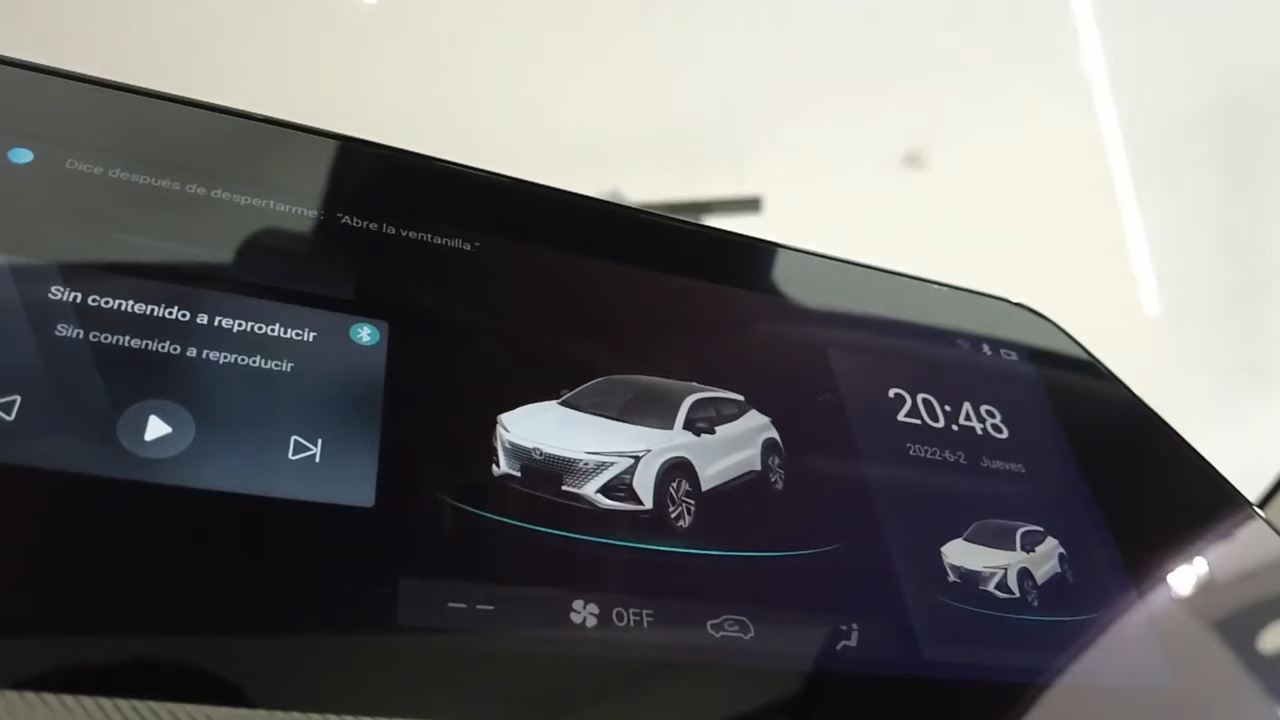 Dice después de despertarme: "Abre la ventanilla."
Sin contenido a reproducir
Sin contenido a reproducir
20:48
2022-6-2 Jueves
-- OFF